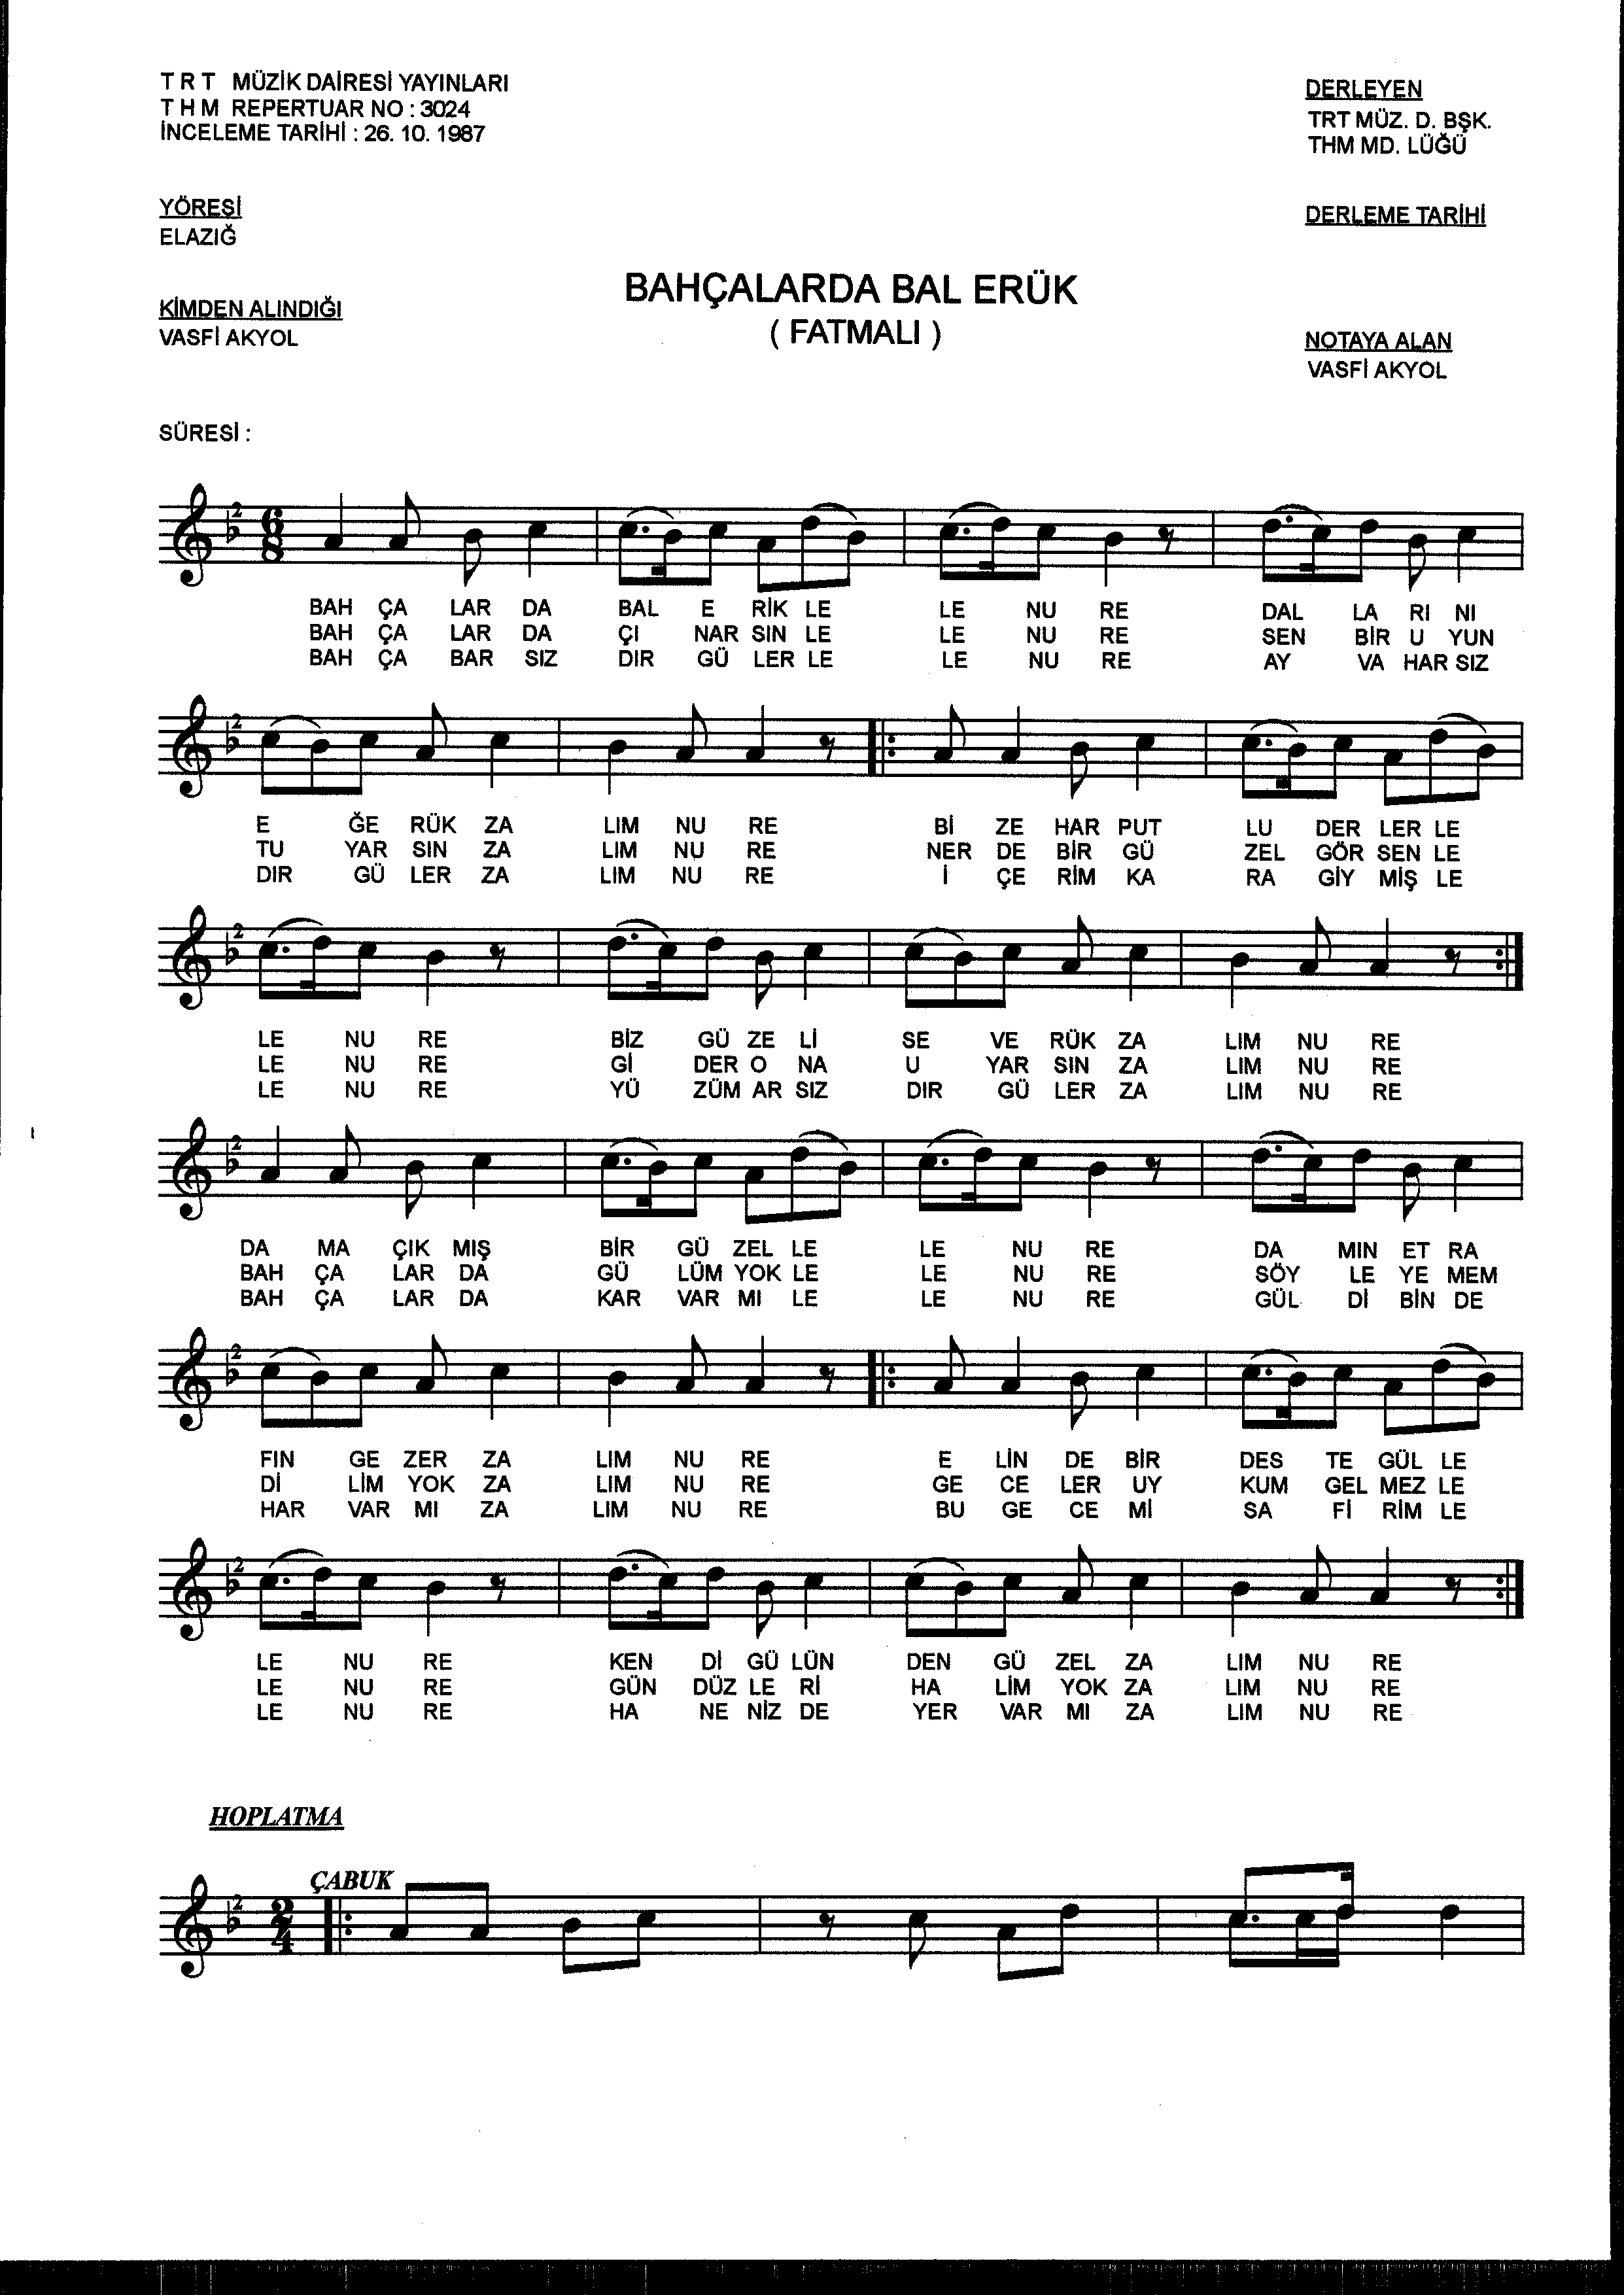 T R T MÜZİK DAİRESİ YAYINLARI
T H M REPERTUAR NO : 3024
İNCELEME TARİHİ : 26. 10. 1987
DERLEYEN
TRT MÜZ. D. BŞK.
THM MD. LÜĞÜ
YÖRESİ
ELAZIĞ
DERLEME TARİHİ
BAHÇALARDA BAL ERÜK
( FATMALI )
KİMDEN ALINDIĞI
VASFİ AKYOL
NOTAYA ALAN
VASFİ AKYOL
SÜRESİ :
2 6 8
BAH ÇA LAR DA BAL E RİK LE LE NU RE DAL LA RI NI
BAH ÇA LAR DA ÇI NAR SIN LE LE NU RE SEN BİR U YUN
BAH ÇA BAR SIZ DIR GÜ LER LE LE NU RE AY VA HAR SIZ
2
E ĞE RÜK ZA LIM NU RE Bİ ZE HAR PUT LU DER LER LE
TU YAR SIN ZA LIM NU RE NER DE BİR GÜ ZEL GÖR SEN LE
DIR GÜ LER ZA LIM NU RE İ ÇE RİM KA RA GİY MİŞ LE
2
LE NU RE BİZ GÜ ZE Lİ SE VE RÜK ZA LIM NU RE
LE NU RE Gİ DER O NA U YAR SIN ZA LIM NU RE
LE NU RE YÜ ZÜM AR SIZ DIR GÜ LER ZA LIM NU RE
2
DA MA ÇIK MIŞ BİR GÜ ZEL LE LE NU RE DA MIN ET RA
BAH ÇA LAR DA GÜ LÜM YOK LE LE NU RE SÖY LE YE MEM
BAH ÇA LAR DA KAR VAR MI LE LE NU RE GÜL Dİ BİN DE
2
FIN GE ZER ZA LIM NU RE E LİN DE BİR DES TE GÜL LE
Dİ LİM YOK ZA LIM NU RE GE CE LER UY KUM GEL MEZ LE
HAR VAR MI ZA LIM NU RE BU GE CE Mİ SA Fİ RİM LE
2
LE NU RE KEN Dİ GÜ LÜN DEN GÜ ZEL ZA LIM NU RE
LE NU RE GÜN DÜZ LE Rİ HA LİM YOK ZA LIM NU RE
LE NU RE HA NE NİZ DE YER VAR MI ZA LIM NU RE
HOPLATMA
ÇABUK
2 2 4